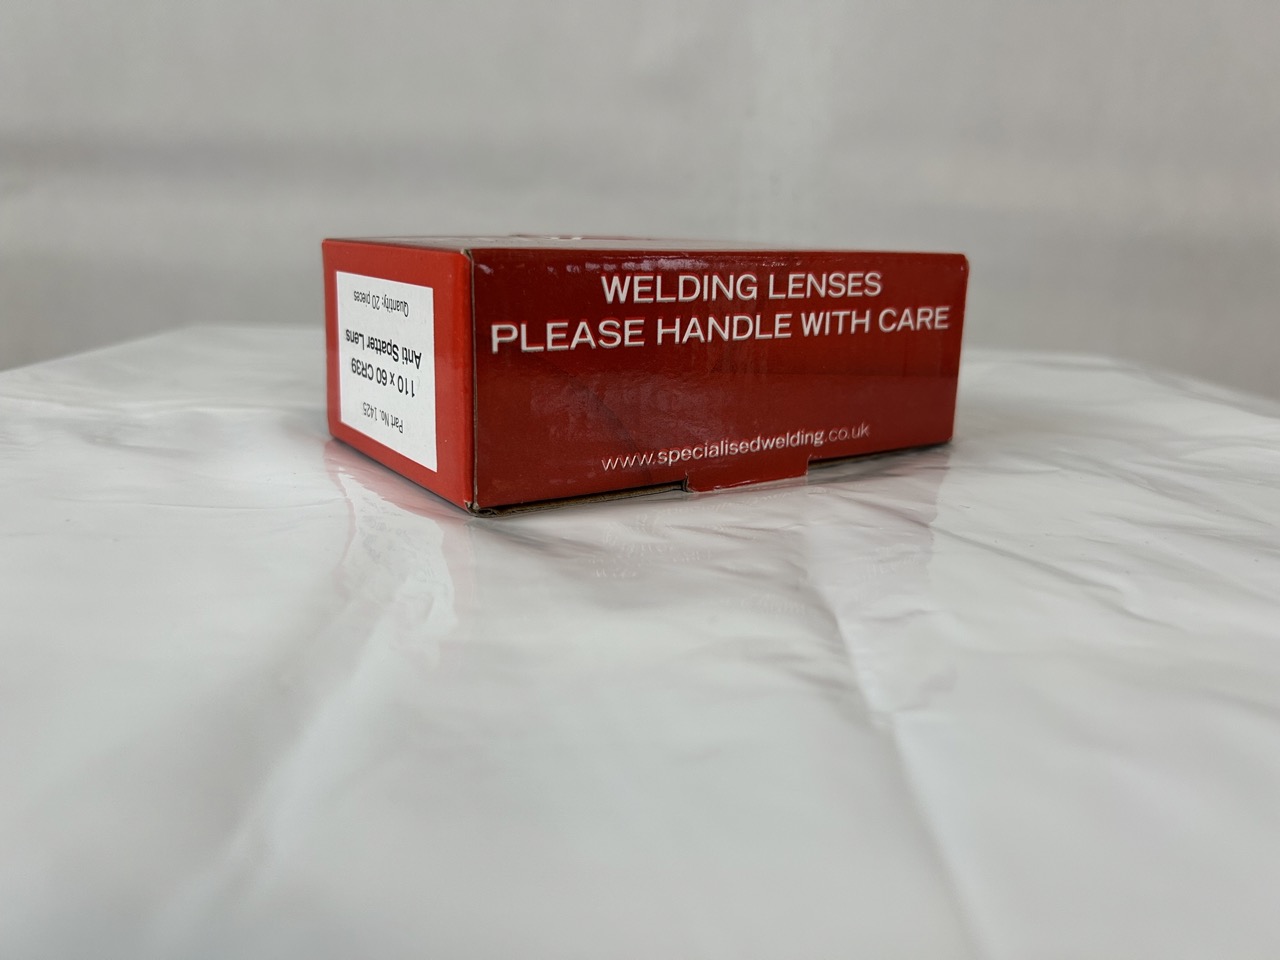 WELDING LENSES
PLEASE HANDLE WITH CARE
www.specialisedwelding.co.uk
Part No. 1425
110 x 60 CR39
Anti Spatter Lens
Quantity: 20 pieces